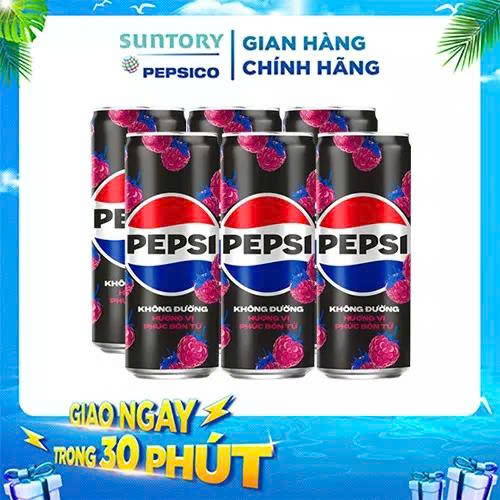 SUNTORY
PEPSICO
GIAN HÀNG
CHÍNH HÃNG
PEPSI
KHÔNG ĐƯỜNG
HƯƠNG VỊ
PHÚC BỒN TỬ
PEPSI
KHÔNG ĐƯỜNG
HƯƠNG VỊ
PHÚC BỒN TỬ
PEPSI
KHÔNG ĐƯỜNG
HƯƠNG VỊ
PHÚC BỒN TỬ
GIAO NGAY
TRONG 30 PHÚT